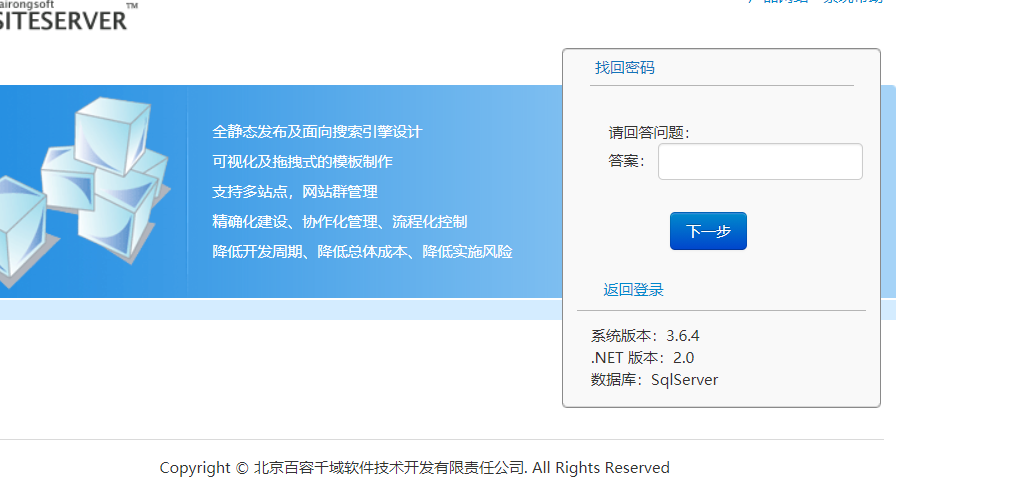 SITESERVER™
找回密码
全静态发布及面向搜索引擎设计
可视化及拖拽式的模板制作
支持多站点，网站群管理
精确化建设、协作化管理、流程化控制
降低开发周期、降低总体成本、降低实施风险
请回答问题：
答案：
下一步
返回登录
系统版本：3.6.4
.NET 版本：2.0
数据库：SqlServer
Copyright © 北京百容千域软件技术开发有限责任公司. All Rights Reserved